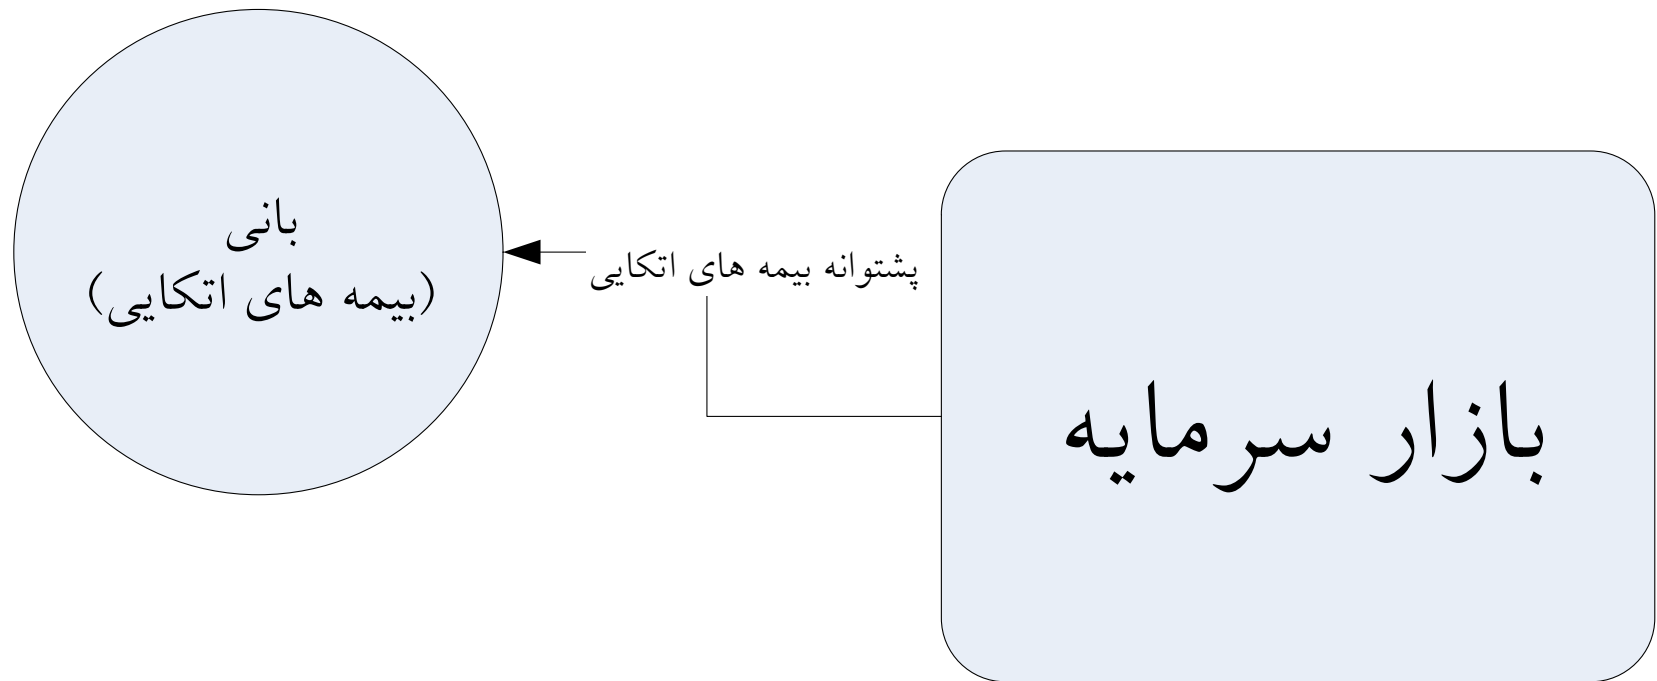 بانی
(بیمه های اتکایی)
پشتوانه بیمه های اتکایی
بازار سرمایه